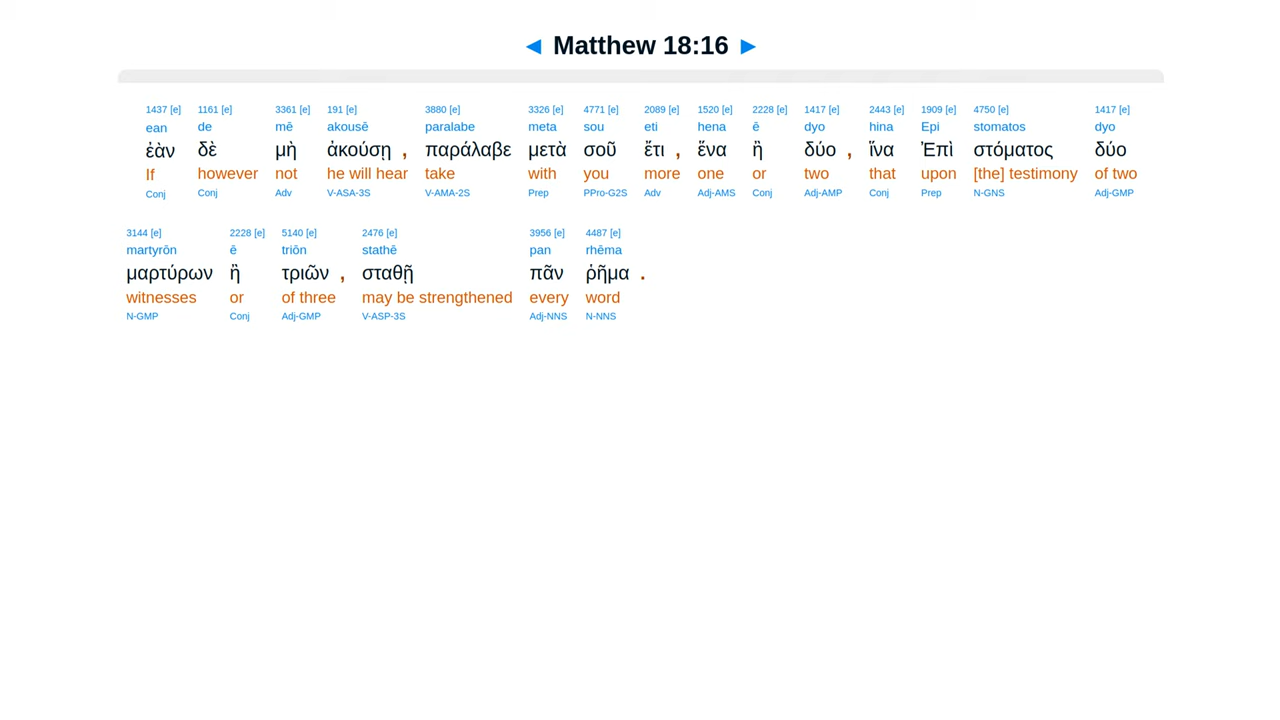 ◄ Matthew 18:16 ►
1437 [e] 1161 [e] 3361 [e] 191 [e] 3880 [e] 3326 [e] 4771 [e] 2089 [e] 1520 [e] 2228 [e] 1417 [e] 2443 [e] 1909 [e] 4750 [e] 1417 [e]
ean de mē akousē paralabe meta sou eti hena ē dyo hina Epi stomatos dyo
ἐὰν δὲ μὴ ἀκούσῃ , παράλαβε μετὰ σοῦ ἔτι , ἕνα ἢ δύο , ἵνα Ἐπὶ στόματος δύο
If however not he will hear take with you more one or two that upon [the] testimony of two
Conj Conj Adv V-ASA-3S V-AMA-2S Prep PPro-G2S Adv Adj-AMS Conj Adj-AMP Conj Prep N-GNS Adj-GMP
3144 [e] 2228 [e] 5140 [e] 2476 [e] 3956 [e] 4487 [e]
martyrōn ē triōn stathē pan rhēma
μαρτύρων ἢ τριῶν , σταθῇ πᾶν ῥῆμα .
witnesses or of three may be strengthened every word
N-GMP Conj Adj-GMP V-ASP-3S Adj-NNS N-NNS